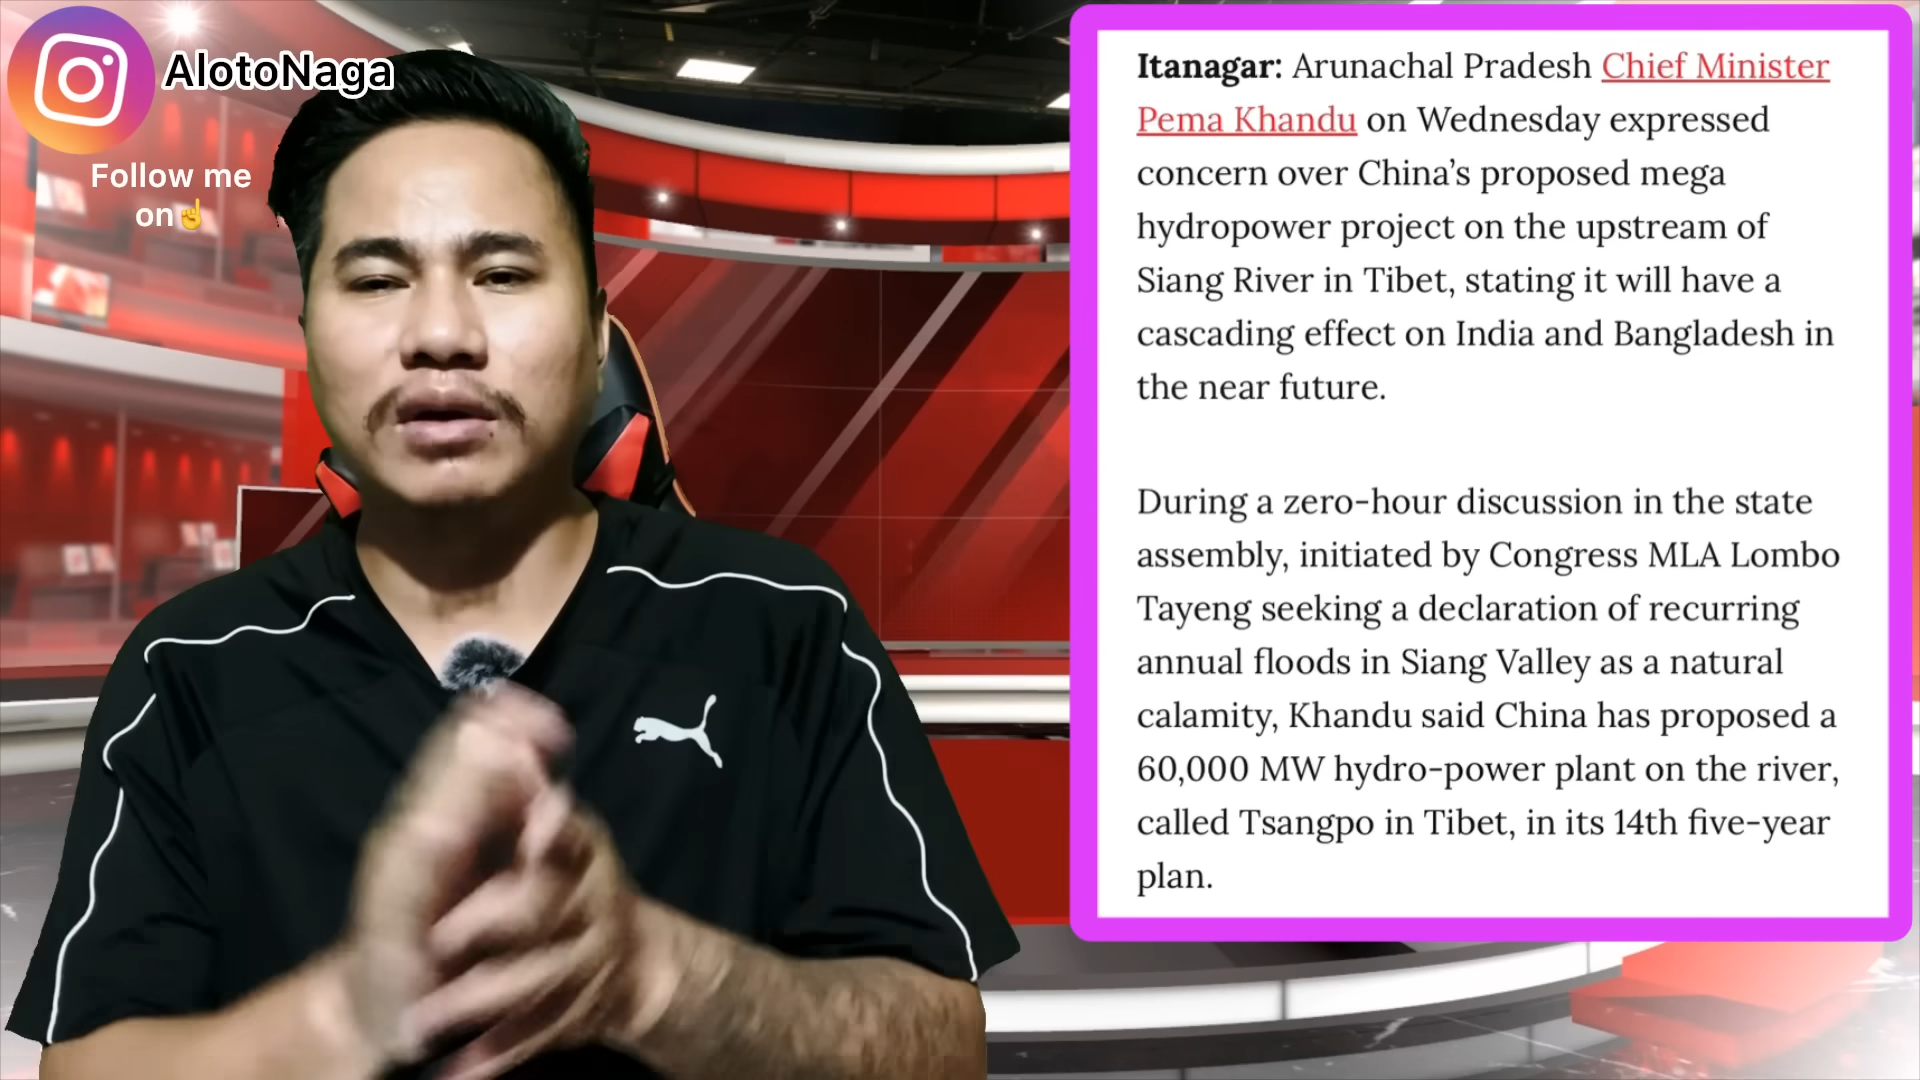 AlotoNaga
Follow me
on☝
Itanagar: Arunachal Pradesh Chief Minister
Pema Khandu on Wednesday expressed
concern over China’s proposed mega
hydropower project on the upstream of
Siang River in Tibet, stating it will have a
cascading effect on India and Bangladesh in
the near future.
During a zero-hour discussion in the state
assembly, initiated by Congress MLA Lombo
Tayeng seeking a declaration of recurring
annual floods in Siang Valley as a natural
calamity, Khandu said China has proposed a
60,000 MW hydro-power plant on the river,
called Tsangpo in Tibet, in its 14th five-year
plan.